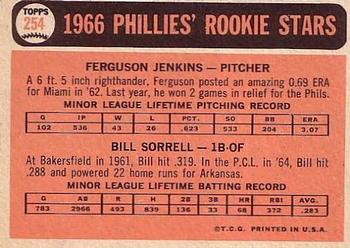 TOPPS
254
1966 PHILLIES' ROOKIE STARS
FERGUSON JENKINS — PITCHER
A 6 ft. 5 inch righthander, Ferguson posted an amazing 0.69 ERA
for Miami in '62. Last year, he won 2 games in relief for the Phils.
MINOR LEAGUE LIFETIME PITCHING RECORD
G IP W L PCT. SO BB ERA
102 536 43 26 .623 533 204 3.07
BILL SORRELL — 1B-OF
At Bakersfield in 1961, Bill hit .319. In the P.C.L. in '64, Bill hit
.288 and powered 22 home runs for Arkansas.
MINOR LEAGUE LIFETIME BATTING RECORD
G AB R H 2B 3B HR RBI AVG.
783 2966 493 839 136 33 68 372 .283
©T.C.G. PRINTED IN U.S.A.